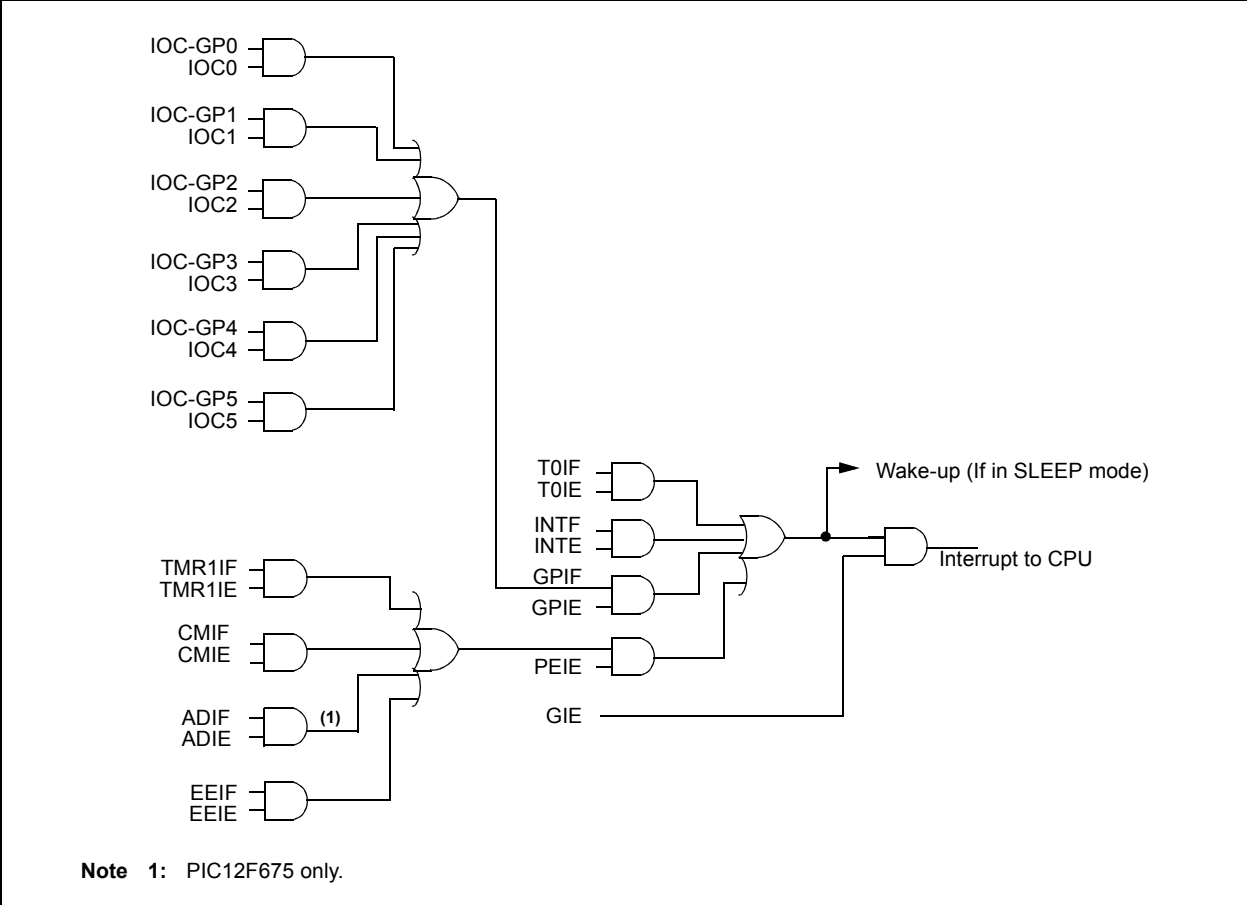 IOC-GP0
IOC0
IOC-GP1
IOC1
IOC-GP2
IOC2
IOC-GP3
IOC3
IOC-GP4
IOC4
IOC-GP5
IOC5
T0IF
T0IE
Wake-up (If in SLEEP mode)
INTF
INTE
Interrupt to CPU
GPIF
GPIE
TMR1IF
TMR1IE
CMIF
CMIE
PEIE
ADIF
ADIE
(1)
GIE
EEIF
EEIE
Note 1: PIC12F675 only.